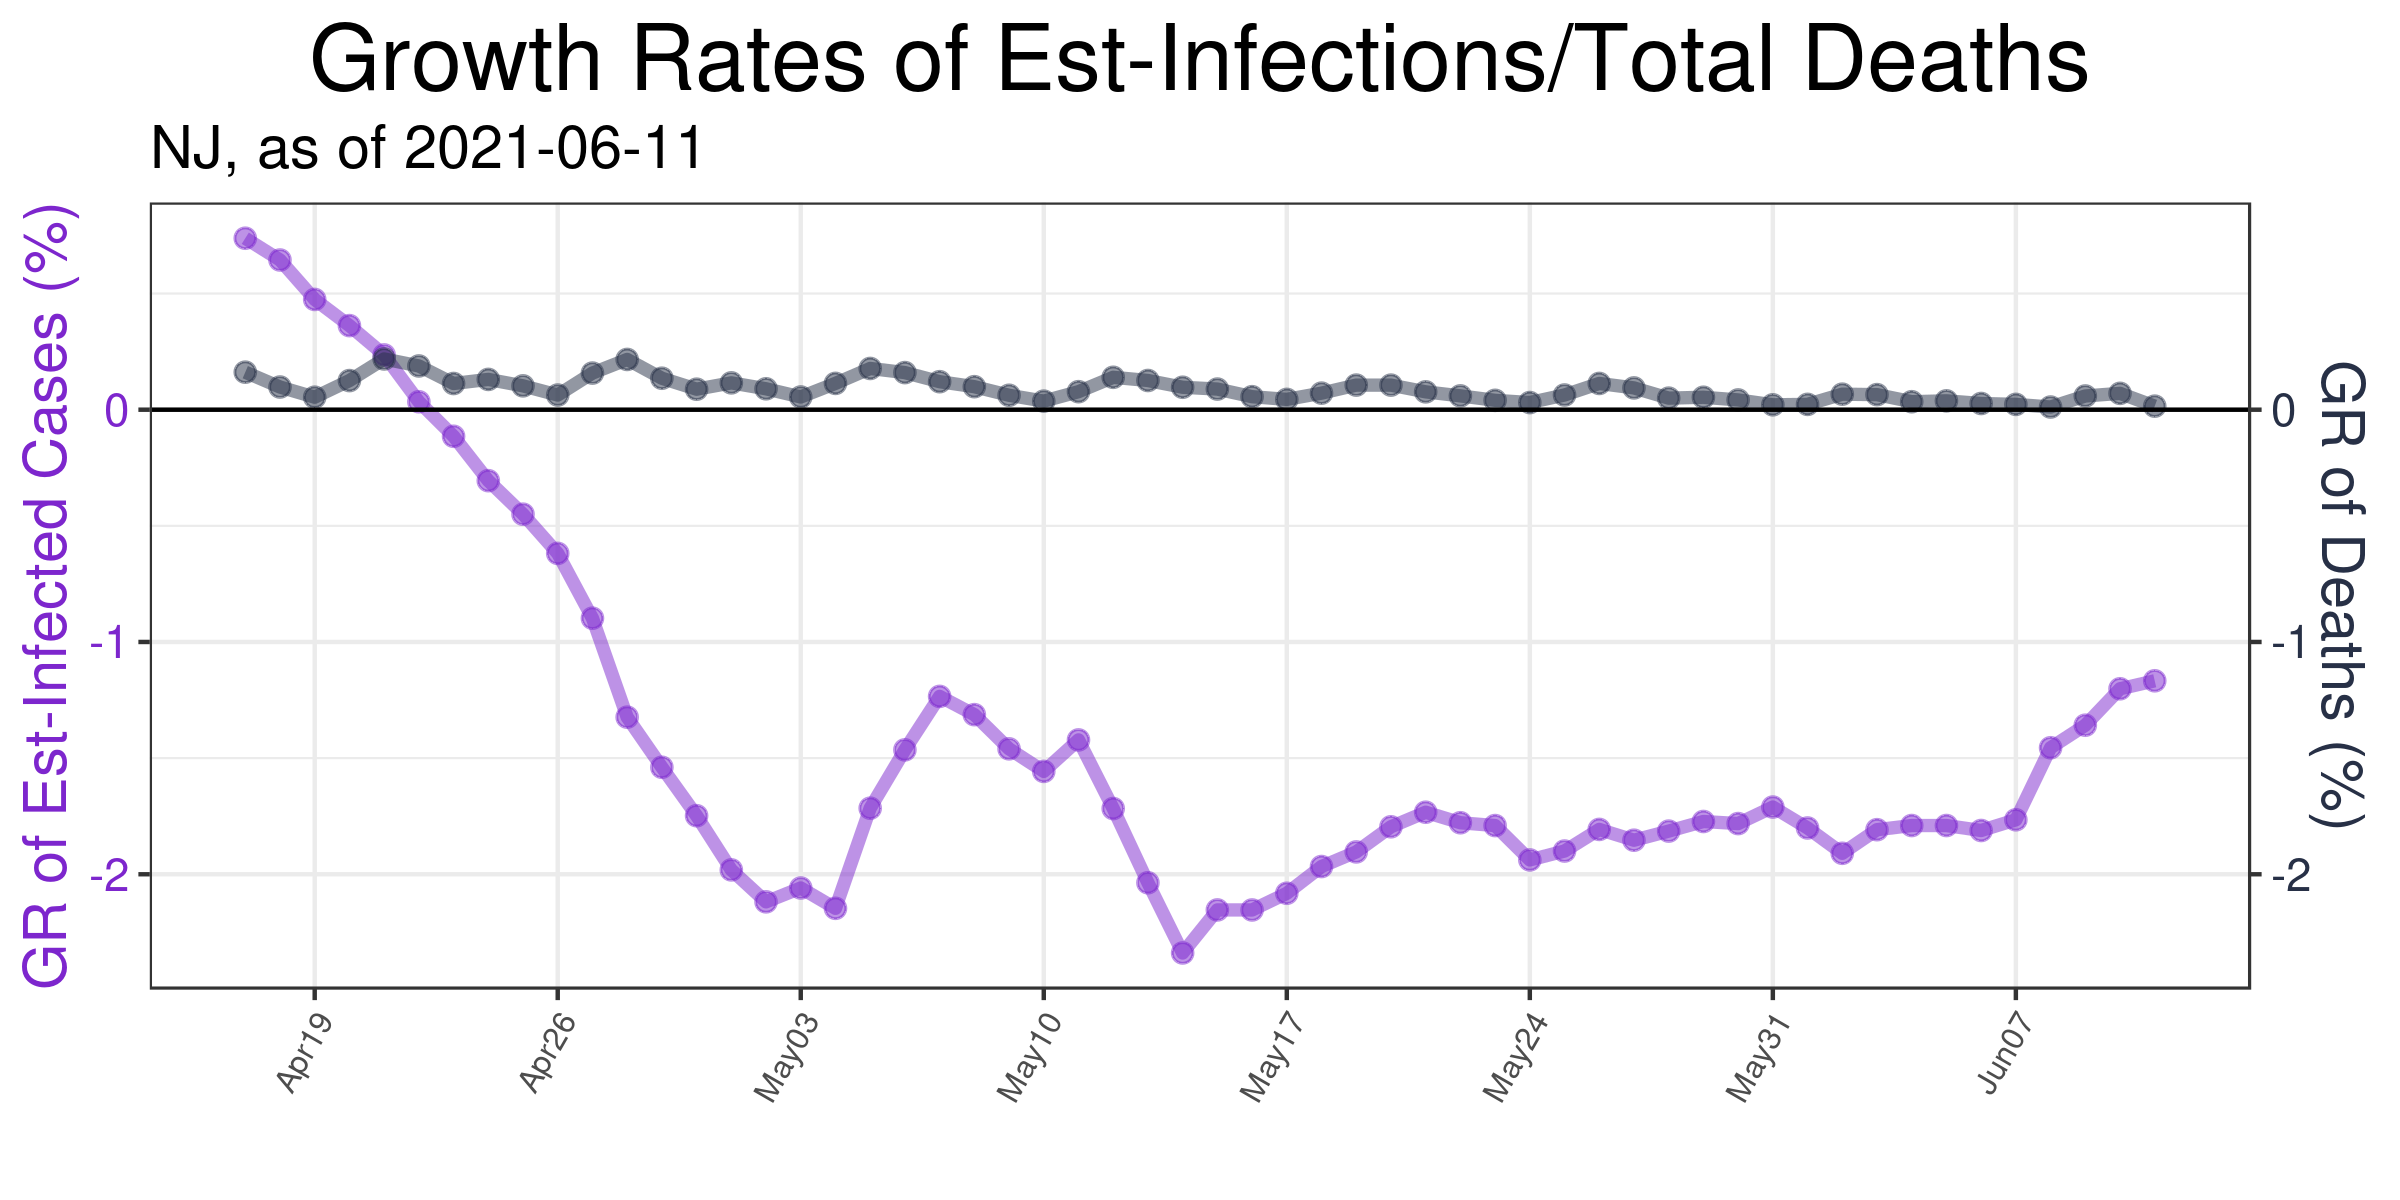 Growth Rates of Est-Infections/Total Deaths
NJ, as of 2021-06-11
GR of Est-Infected Cases (%)
0
-1
-2
0
-1
-2
GR of Deaths (%)
Apr19
Apr26
May03
May10
May17
May24
May31
Jun07